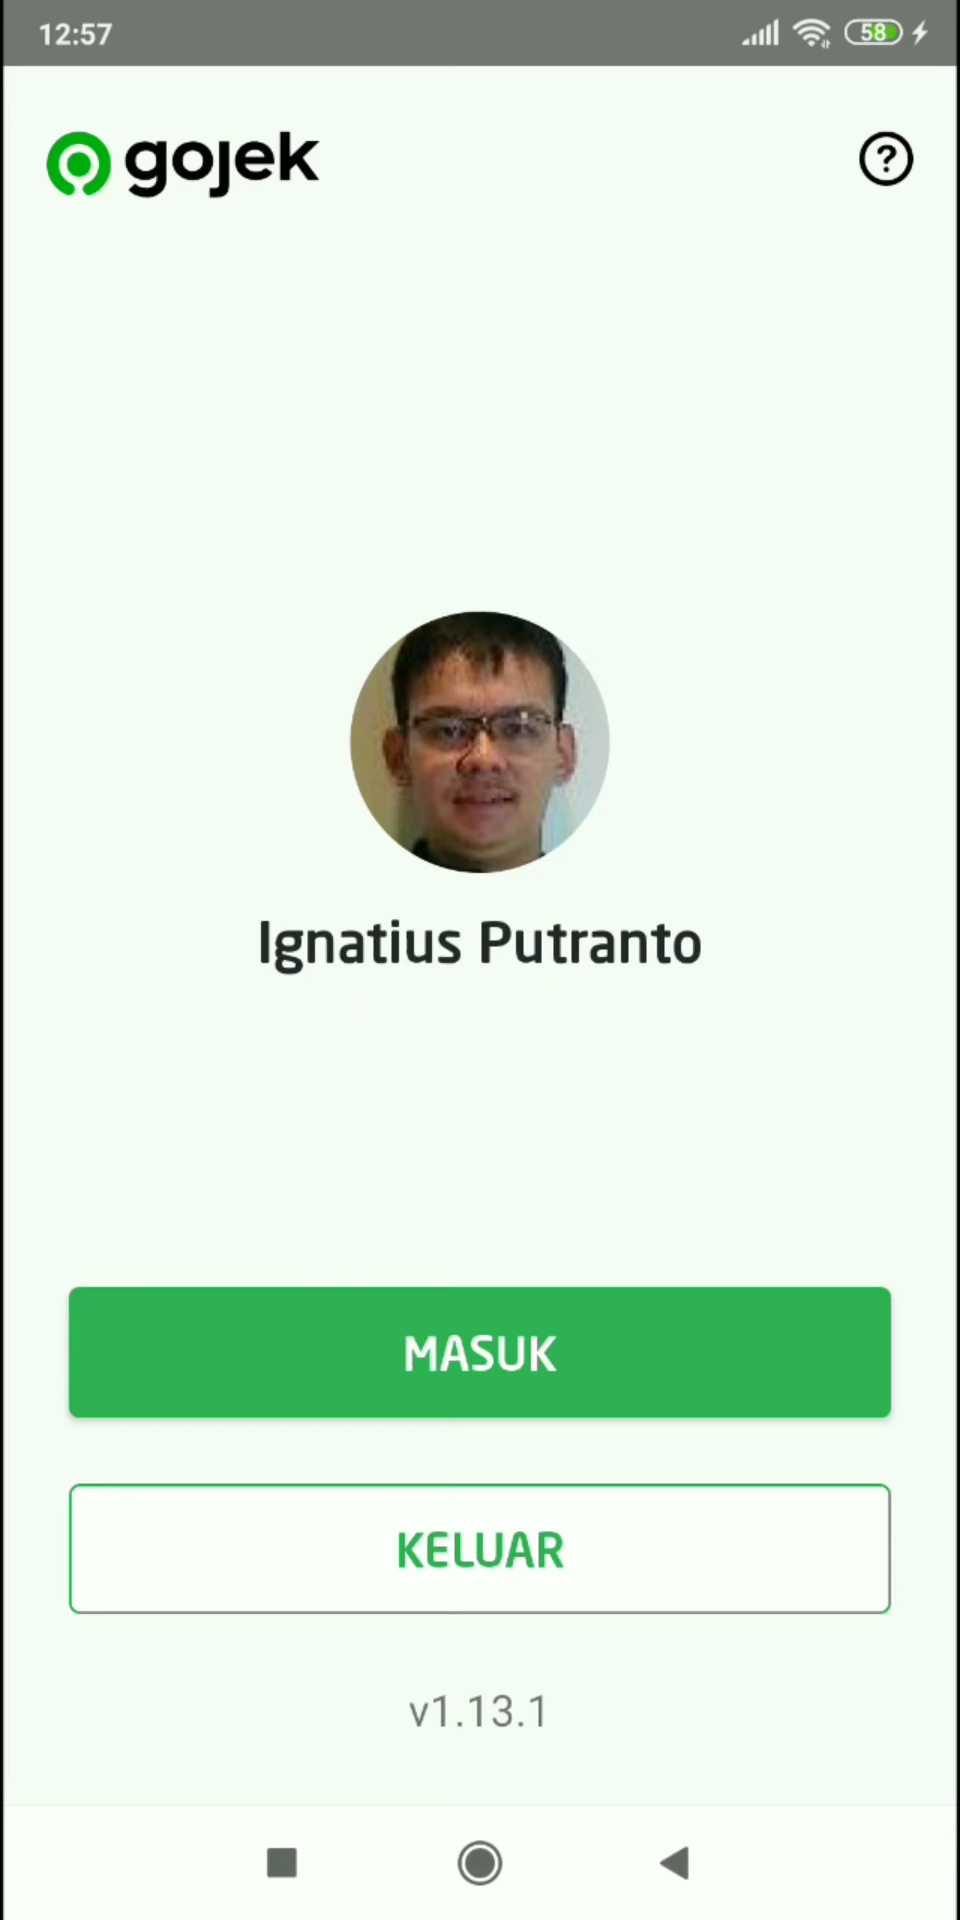 12:57
58
gojek
?
Ignatius Putranto
MASUK
KELUAR
v1.13.1